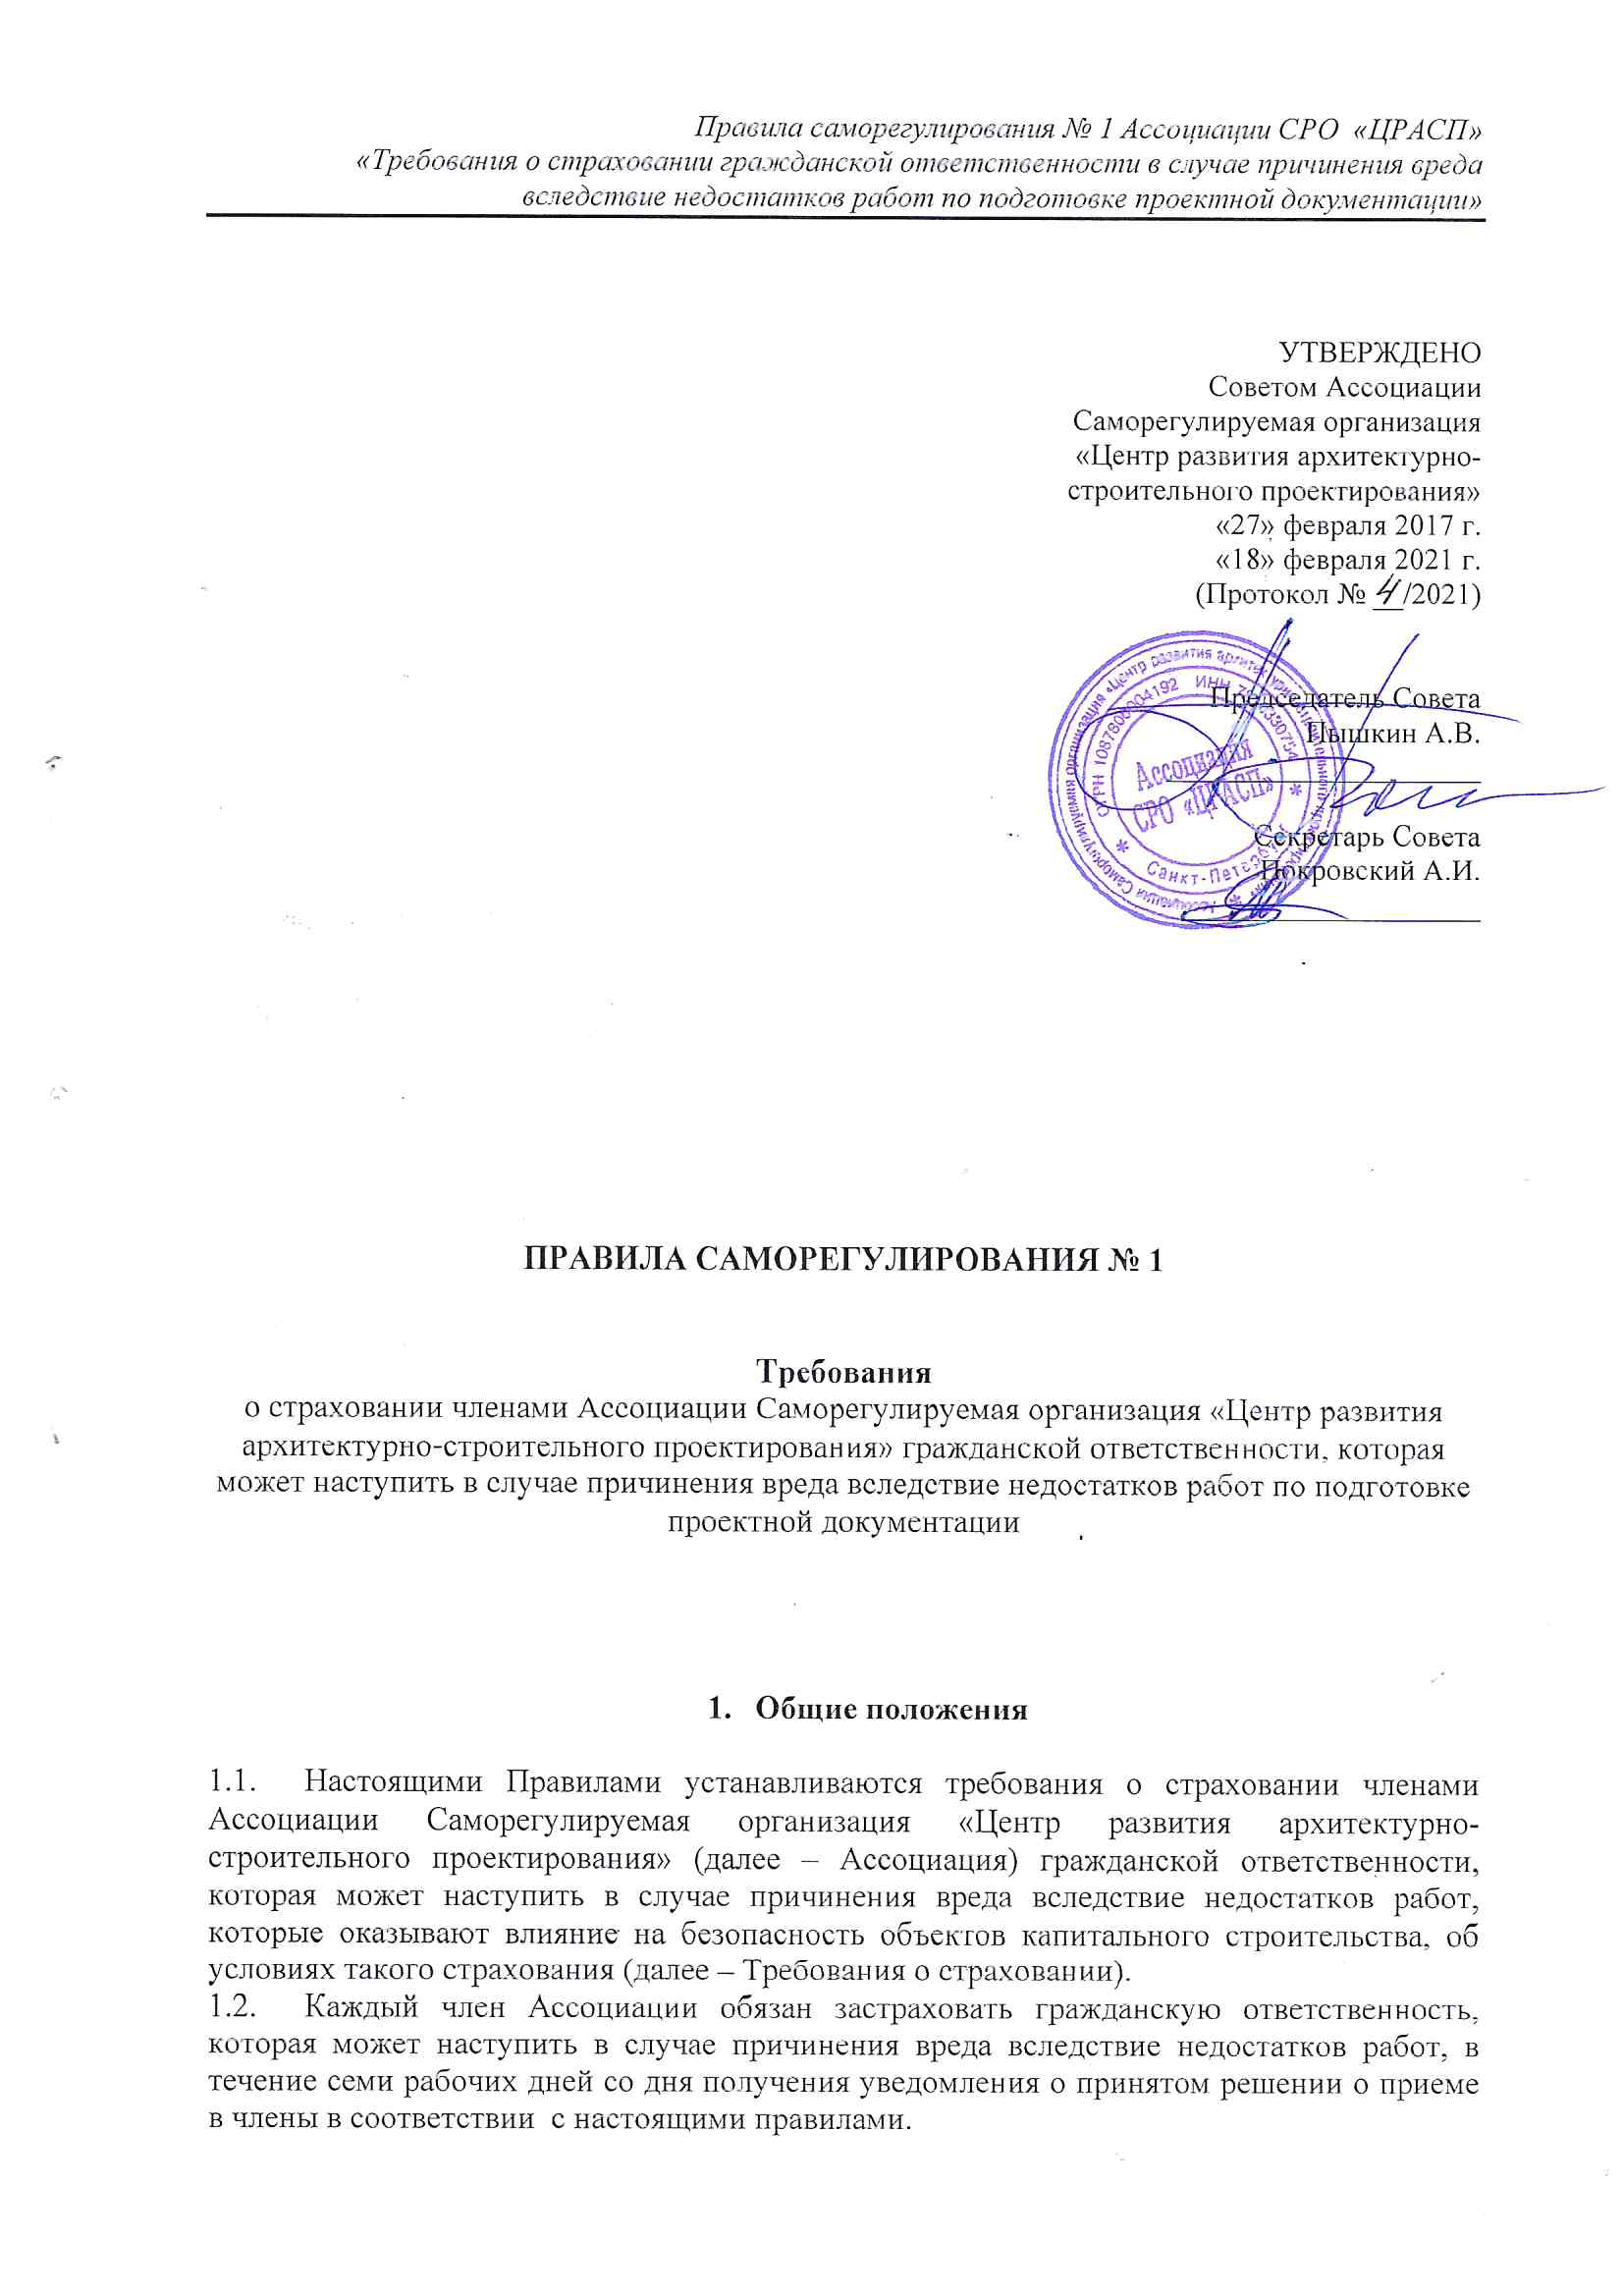 Правила саморегулирования № 1 Ассоциации СРО «ЦРАСП»
«Требования о страховании гражданской ответственности в случае причинения вреда
вследствие недостатков работ по подготовке проектной документации»
УТВЕРЖДЕНО
Советом Ассоциации
Саморегулируемая организация
«Центр развития архитектурно-
строительного проектирования»
«27» февраля 2017 г.
«18» февраля 2021 г.
(Протокол № 4/2021)
Председатель Совета
Пышкин А.В.
Секретарь Совета
Покровский А.И.
Ассоциация
СРО «ЦРАСП»
Санкт-Петербург
ПРАВИЛА САМОРЕГУЛИРОВАНИЯ № 1
Требования
о страховании членами Ассоциации Саморегулируемая организация «Центр развития
архитектурно-строительного проектирования» гражданской ответственности, которая
может наступить в случае причинения вреда вследствие недостатков работ по подготовке
проектной документации
1. Общие положения
1.1. Настоящими Правилами устанавливаются требования о страховании членами
Ассоциации Саморегулируемая организация «Центр развития архитектурно-
строительного проектирования» (далее – Ассоциация) гражданской ответственности,
которая может наступить в случае причинения вреда вследствие недостатков работ,
которые оказывают влияние на безопасность объектов капитального строительства, об
условиях такого страхования (далее – Требования о страховании).
1.2. Каждый член Ассоциации обязан застраховать гражданскую ответственность,
которая может наступить в случае причинения вреда вследствие недостатков работ, в
течение семи рабочих дней со дня получения уведомления о принятом решении о приеме
в члены в соответствии с настоящими правилами.